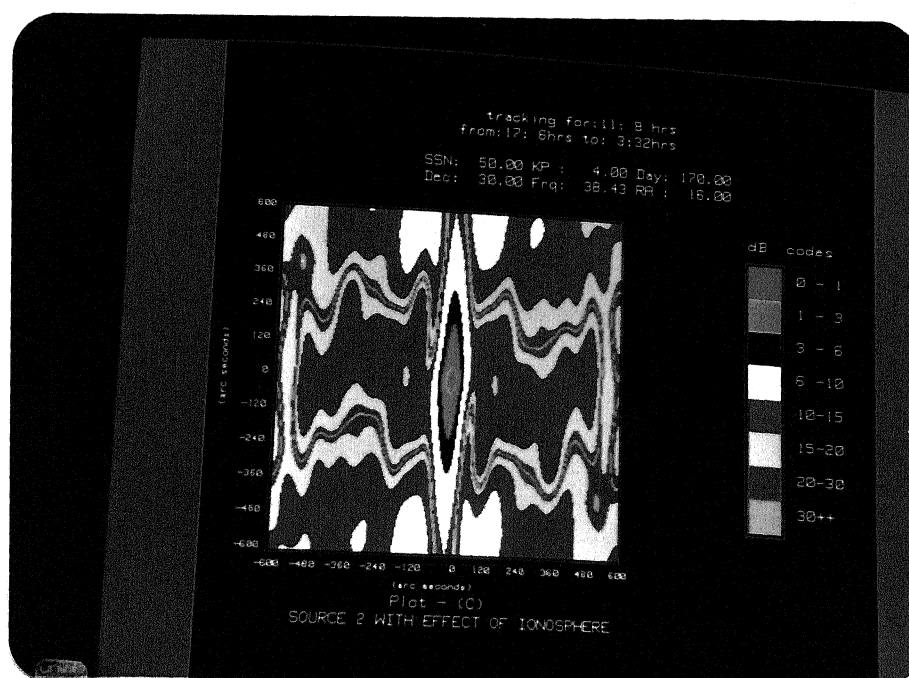 tracking for:11: 8 hrs
from:17: 6hrs to: 3:32hrs
SSN: 50.00 KP : 4.00 Day: 170.00
Dec: 30.00 Frq: 38.43 RA : 16.00
600
480
360
240
120
0
-120
-240
-360
-480
-600
(arc seconds)
-600 -480 -360 -240 -120 0 120 240 360 480 600
(arc seconds)
Plot - (C)
SOURCE 2 WITH EFFECT OF IONOSPHERE
dB codes
0 - 1
1 - 3
3 - 6
6 -10
10-15
15-20
20-30
30++